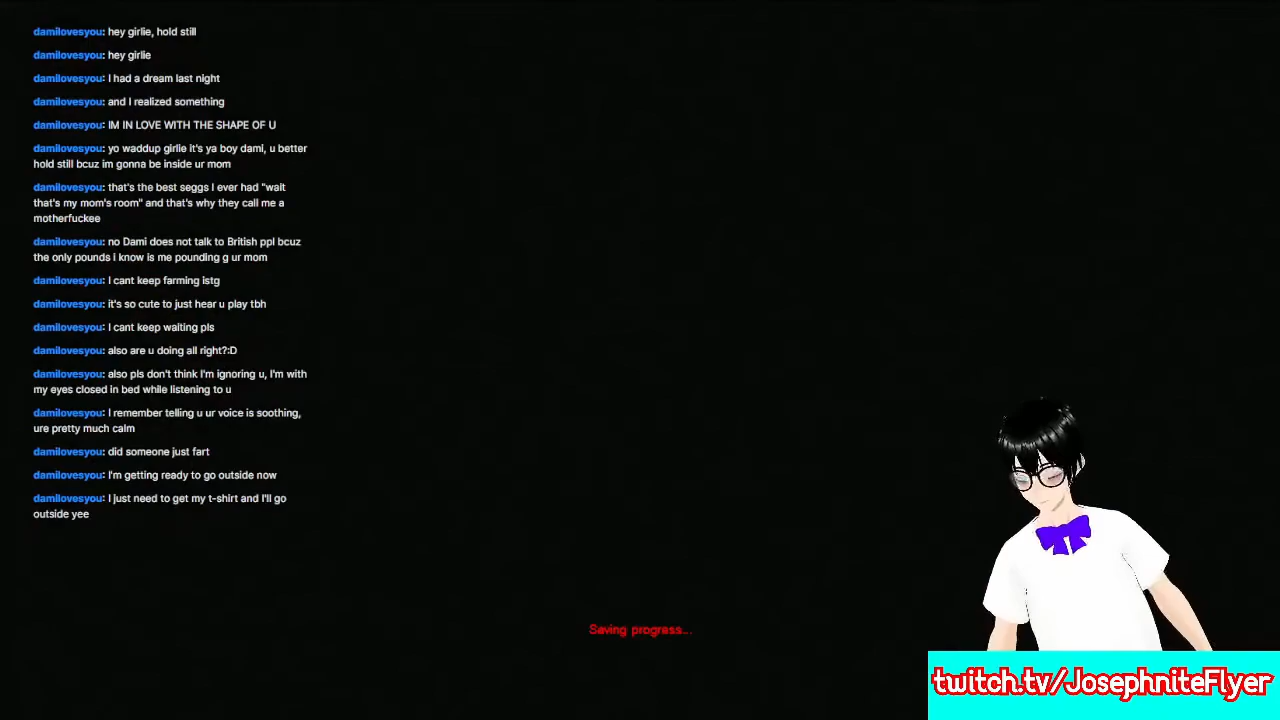 damilovesyou: hey girlie, hold still
damilovesyou: hey girlie
damilovesyou: I had a dream last night
damilovesyou: and I realized something
damilovesyou: IM IN LOVE WITH THE SHAPE OF U
damilovesyou: yo waddup girlie it's ya boy dami, u better
hold still bcuz im gonna be inside ur mom
damilovesyou: that's the best seggs I ever had "wait
that's my mom's room" and that's why they call me a
motherfuckee
damilovesyou: no Dami does not talk to British ppl bcuz
the only pounds i know is me pounding g ur mom
damilovesyou: I cant keep farming istg
damilovesyou: it's so cute to just hear u play tbh
damilovesyou: I cant keep waiting pls
damilovesyou: also are u doing all right?:D
damilovesyou: also pls don't think I'm ignoring u, I'm with
my eyes closed in bed while listening to u
damilovesyou: I remember telling u ur voice is soothing,
ure pretty much calm
damilovesyou: did someone just fart
damilovesyou: I'm getting ready to go outside now
damilovesyou: I just need to get my t-shirt and I'll go
outside yee
Saving progress...
twitch.tv/JosephniteFlyer